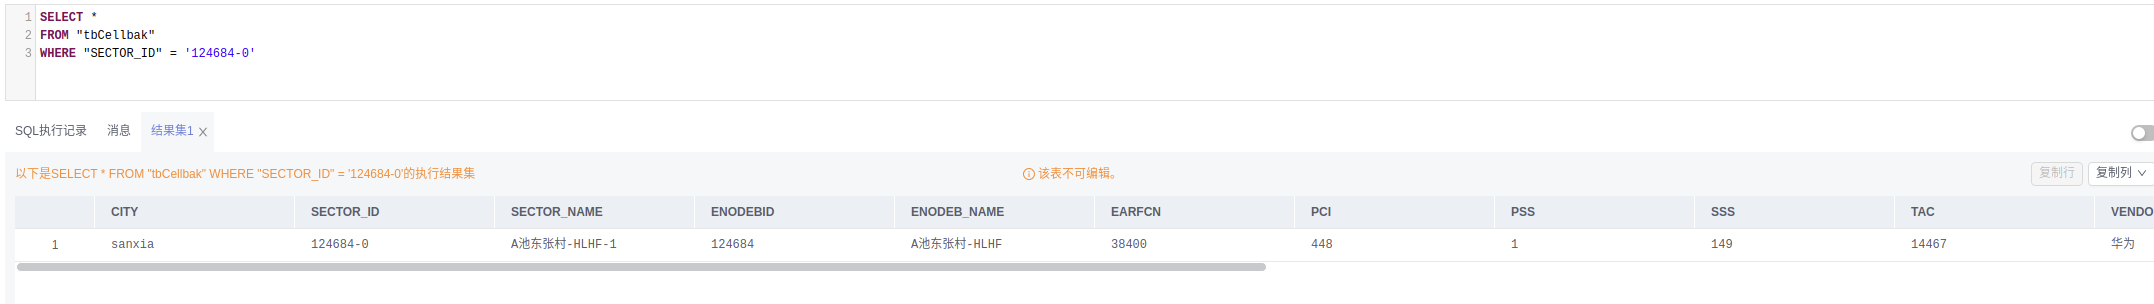 1 SELECT *
2 FROM "tbCellbak"
3 WHERE "SECTOR_ID" = '124684-0'
SQL执行记录 消息 结果集1
以下是SELECT * FROM "tbCellbak" WHERE "SECTOR_ID" = '124684-0'的执行结果集 该表不可编辑。 复制行 复制列
CITY SECTOR_ID SECTOR_NAME ENODEBID ENODEB_NAME EARFCN PCI PSS SSS TAC VENDO
1 sanxia 124684-0 A池东张村-HLHF-1 124684 A池东张村-HLHF 38400 448 1 149 14467 华为